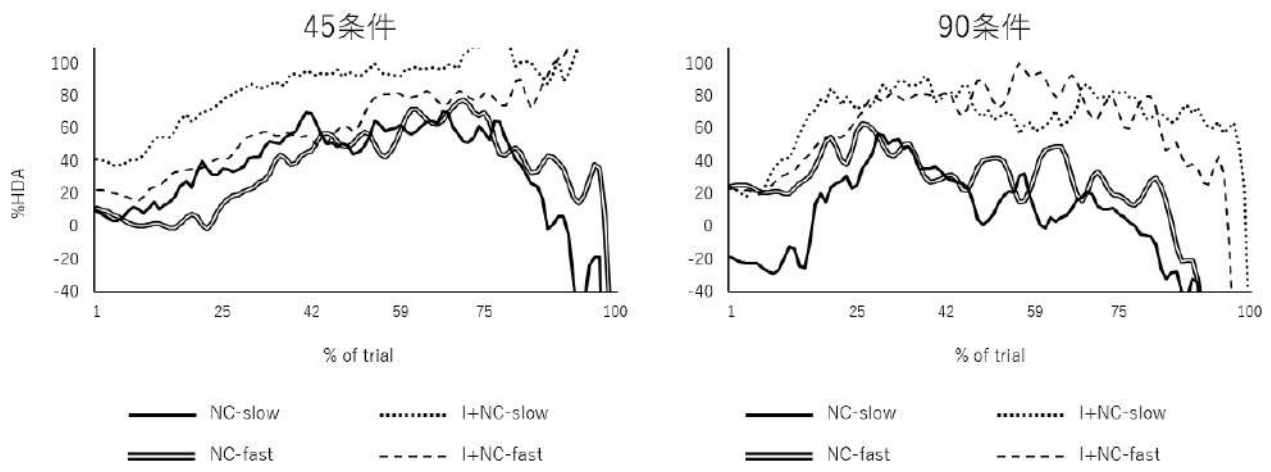 45条件
100
80
60
40
20
0
-20
-40
%HDA
1 25 42 59 75 100
% of trial
NC-slow I+NC-slow
NC-fast I+NC-fast
90条件
100
80
60
40
20
0
-20
-40
1 25 42 59 75 100
% of trial
NC-slow I+NC-slow
NC-fast I+NC-fast